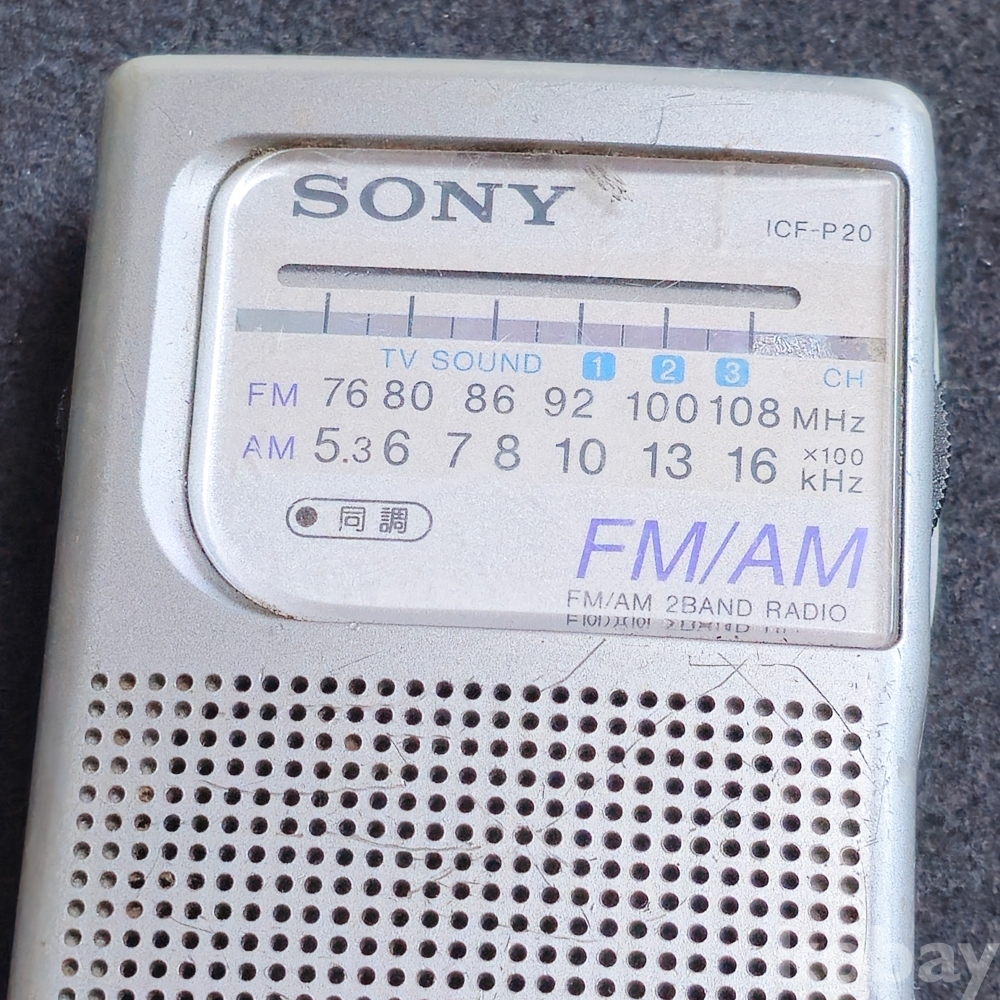 SONY
ICF-P20
TV SOUND 1 2 3 CH
FM 76 80 86 92 100 108 MHz
AM 5.3 6 7 8 10 13 16 x100 kHz
同調
FM/AM
FM/AM 2BAND RADIO